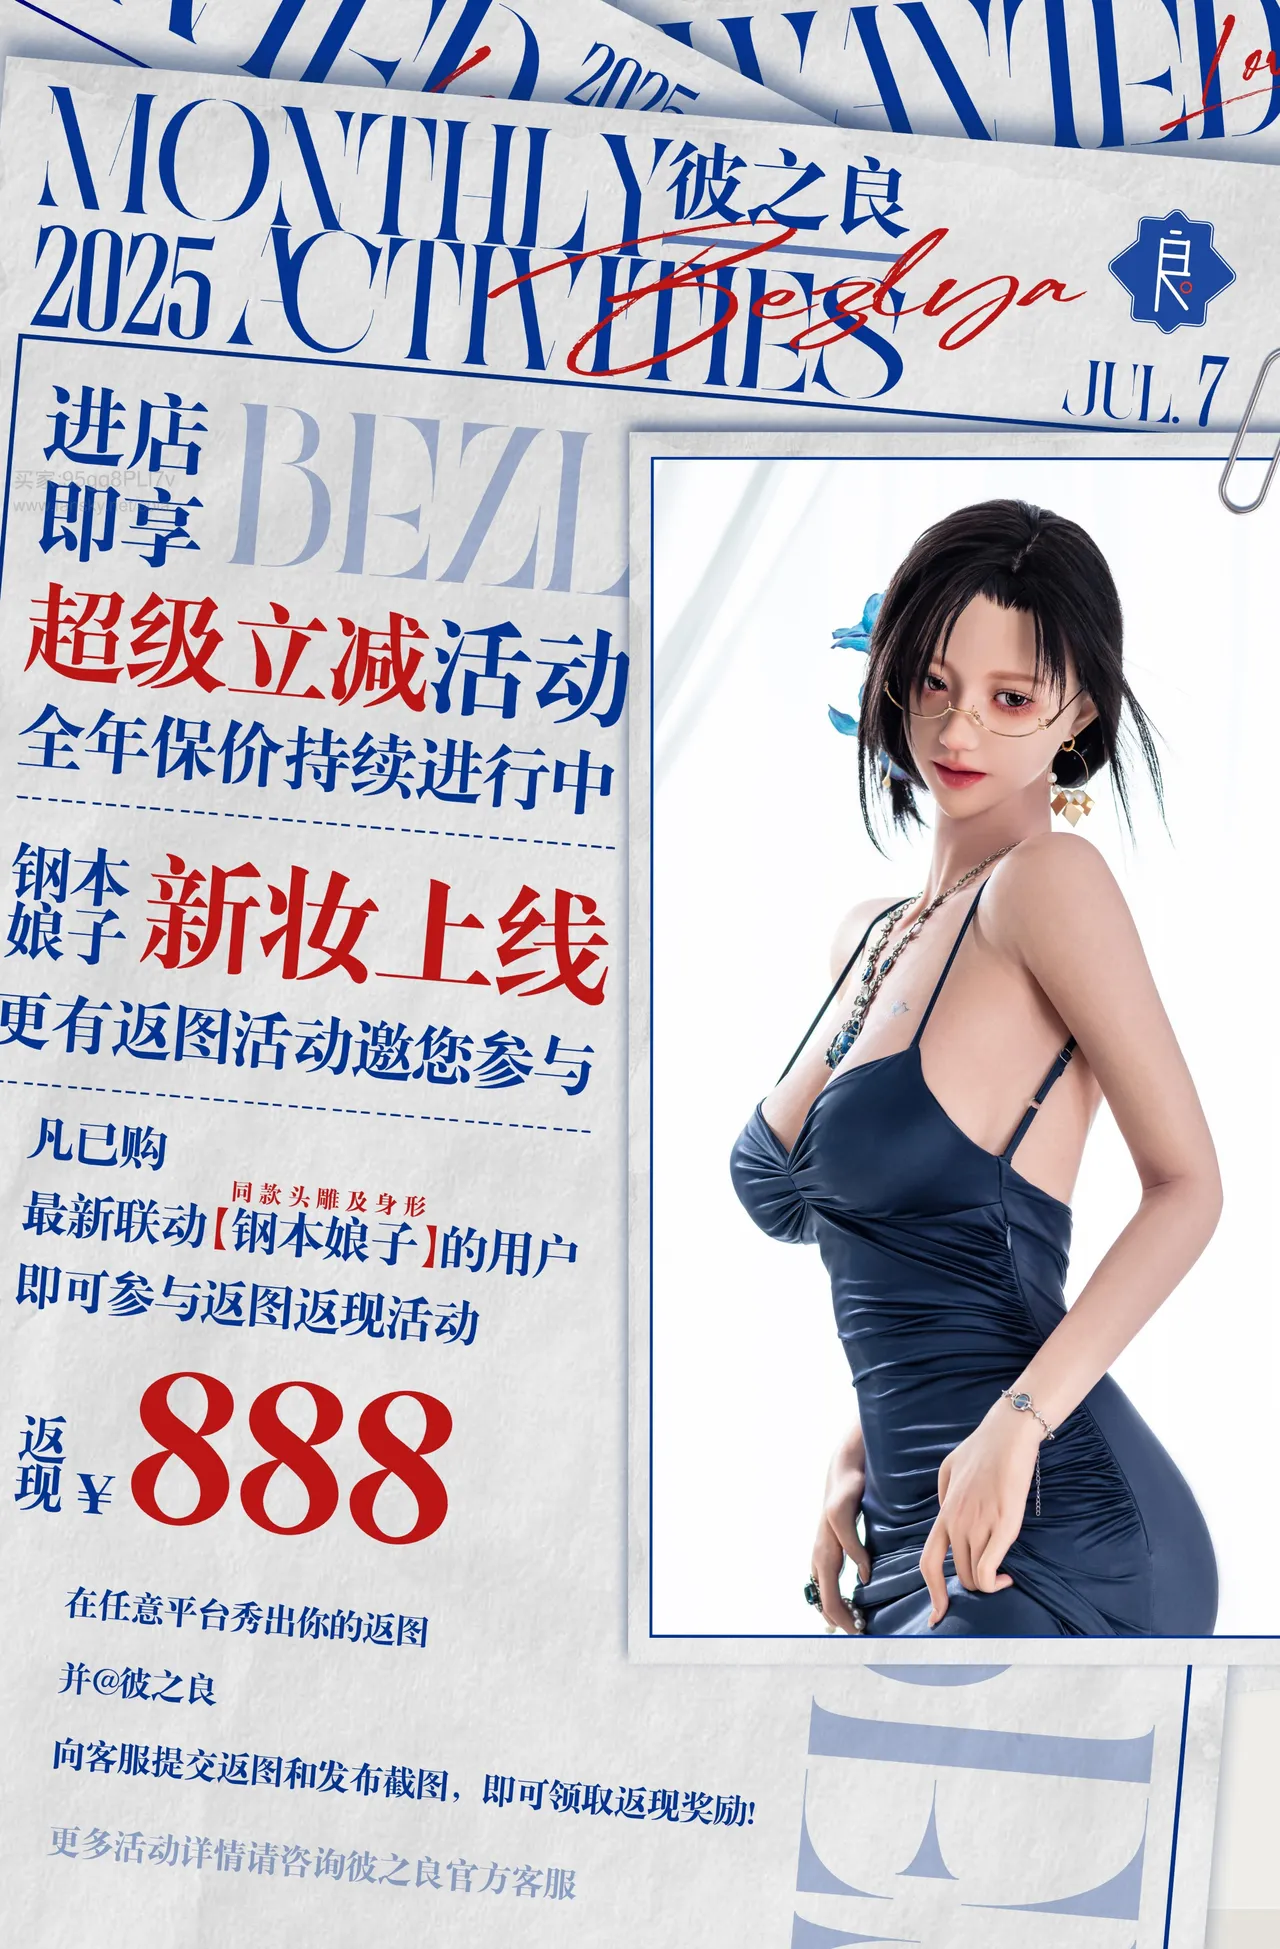 2025
WANTED
MONTHLY
彼之良
2025 ACTIVITIES
Bezlya
良
JUL. 7
进店
即享
BEZL
买家:95gg8PLI7v
超级立减活动
全年保价持续进行中
钢本
娘子
新妆上线
更有返图活动邀您参与
凡已购
同款头雕及身形
最新联动【钢本娘子】的用户
即可参与返图返现活动
返现 ¥ 888
在任意平台秀出你的返图
并@彼之良
向客服提交返图和发布截图，即可领取返现奖励!
更多活动详情请咨询彼之良官方客服